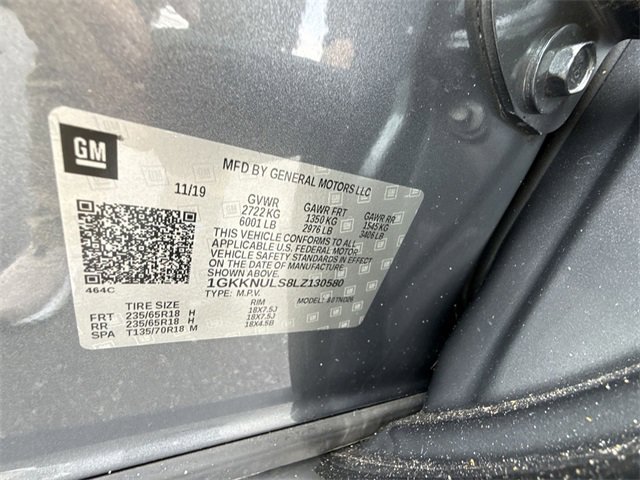 GM
MFD BY GENERAL MOTORS LLC
11/19
GVWR GAWR FRT GAWR RR
2722 KG 1350 KG 1545 KG
6001 LB 2976 LB 3406 LB
THIS VEHICLE CONFORMS TO ALL
APPLICABLE U.S. FEDERAL MOTOR
VEHICLE SAFETY STANDARDS IN EFFECT
ON THE DATE OF MANUFACTURE
SHOWN ABOVE.
1GKKNULS8LZ130580
TYPE: M.P.V. MODEL:
464C
TIRE SIZE RIM
FRT 235/65R18 H 18X7.5J
RR 235/65R18 H 18X7.5J
SPA T135/70R18 M 18X4.5B